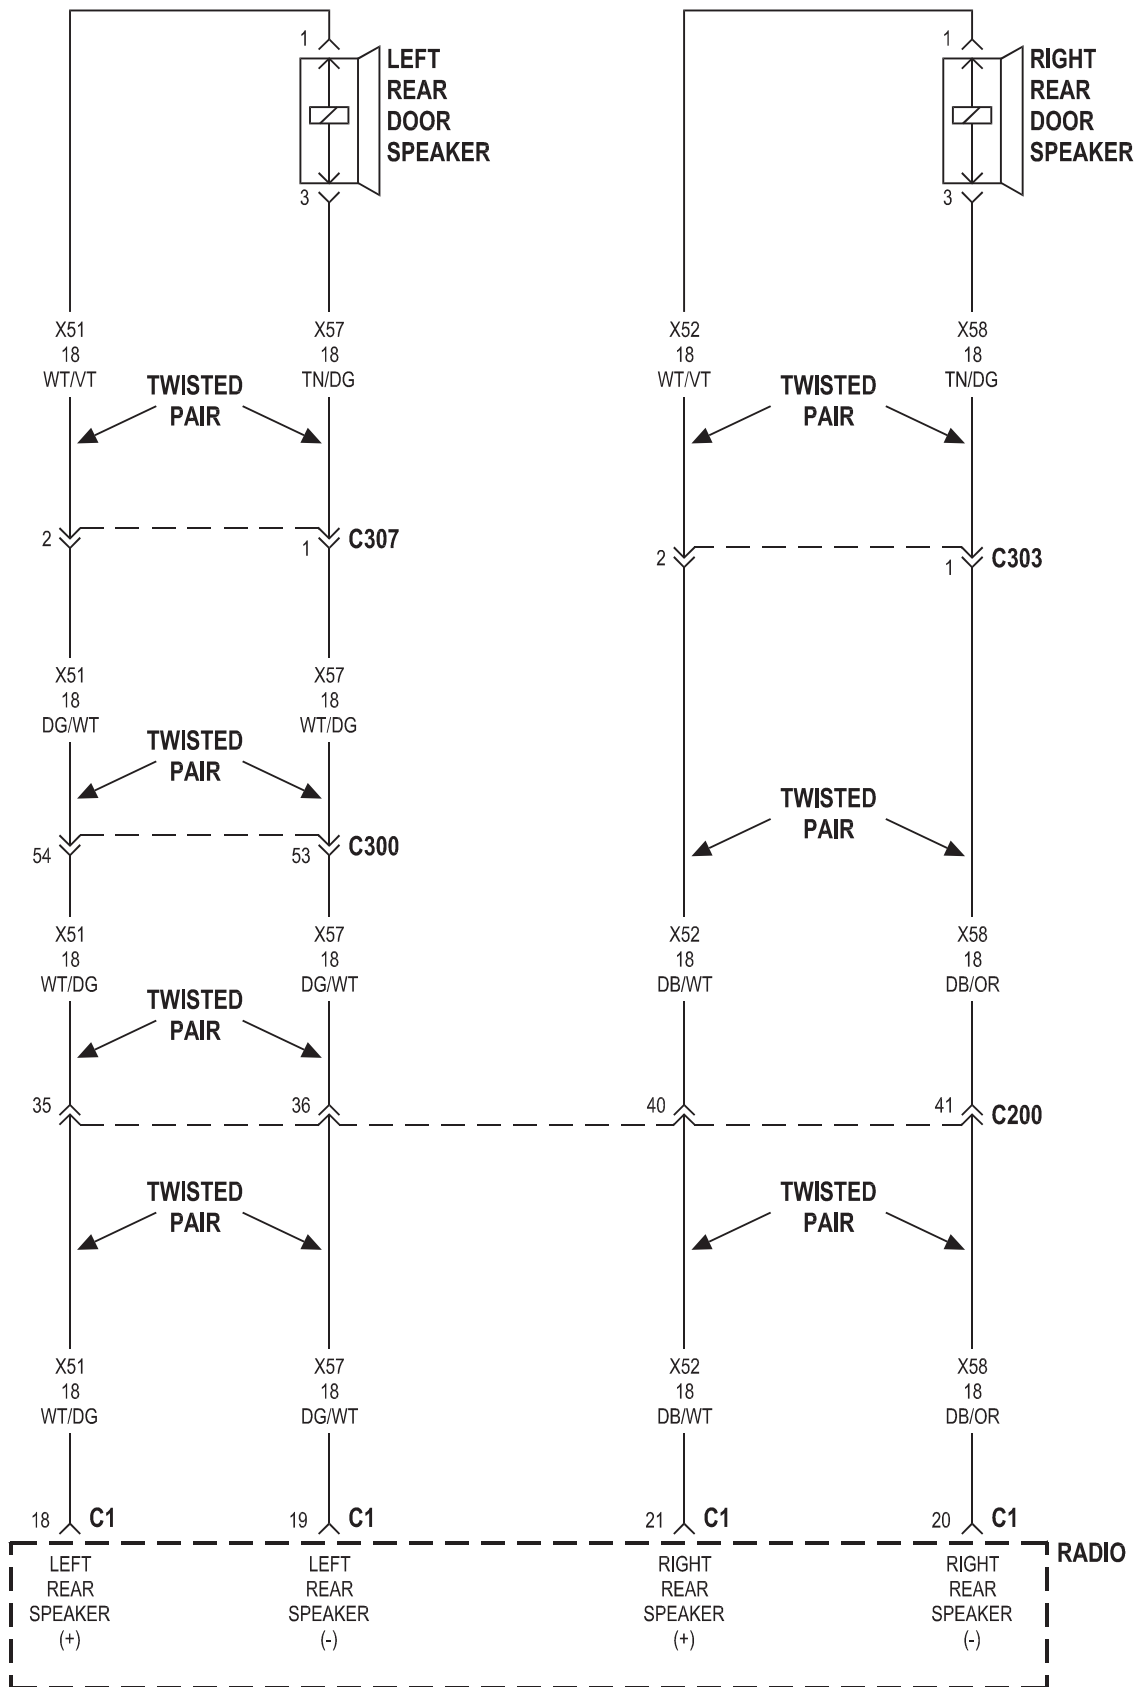 1
LEFT
REAR
DOOR
SPEAKER
3
1
RIGHT
REAR
DOOR
SPEAKER
3
X51
18
WT/VT
X57
18
TN/DG
X52
18
WT/VT
X58
18
TN/DG
TWISTED
PAIR
TWISTED
PAIR
2
1
C307
2
1
C303
X51
18
DG/WT
X57
18
WT/DG
TWISTED
PAIR
TWISTED
PAIR
54
53
C300
X51
18
WT/DG
X57
18
DG/WT
X52
18
DB/WT
X58
18
DB/OR
TWISTED
PAIR
35
36
40
41
C200
TWISTED
PAIR
TWISTED
PAIR
X51
18
WT/DG
X57
18
DG/WT
X52
18
DB/WT
X58
18
DB/OR
18
C1
19
C1
21
C1
20
C1
RADIO
LEFT
REAR
SPEAKER
(+)
LEFT
REAR
SPEAKER
(-)
RIGHT
REAR
SPEAKER
(+)
RIGHT
REAR
SPEAKER
(-)